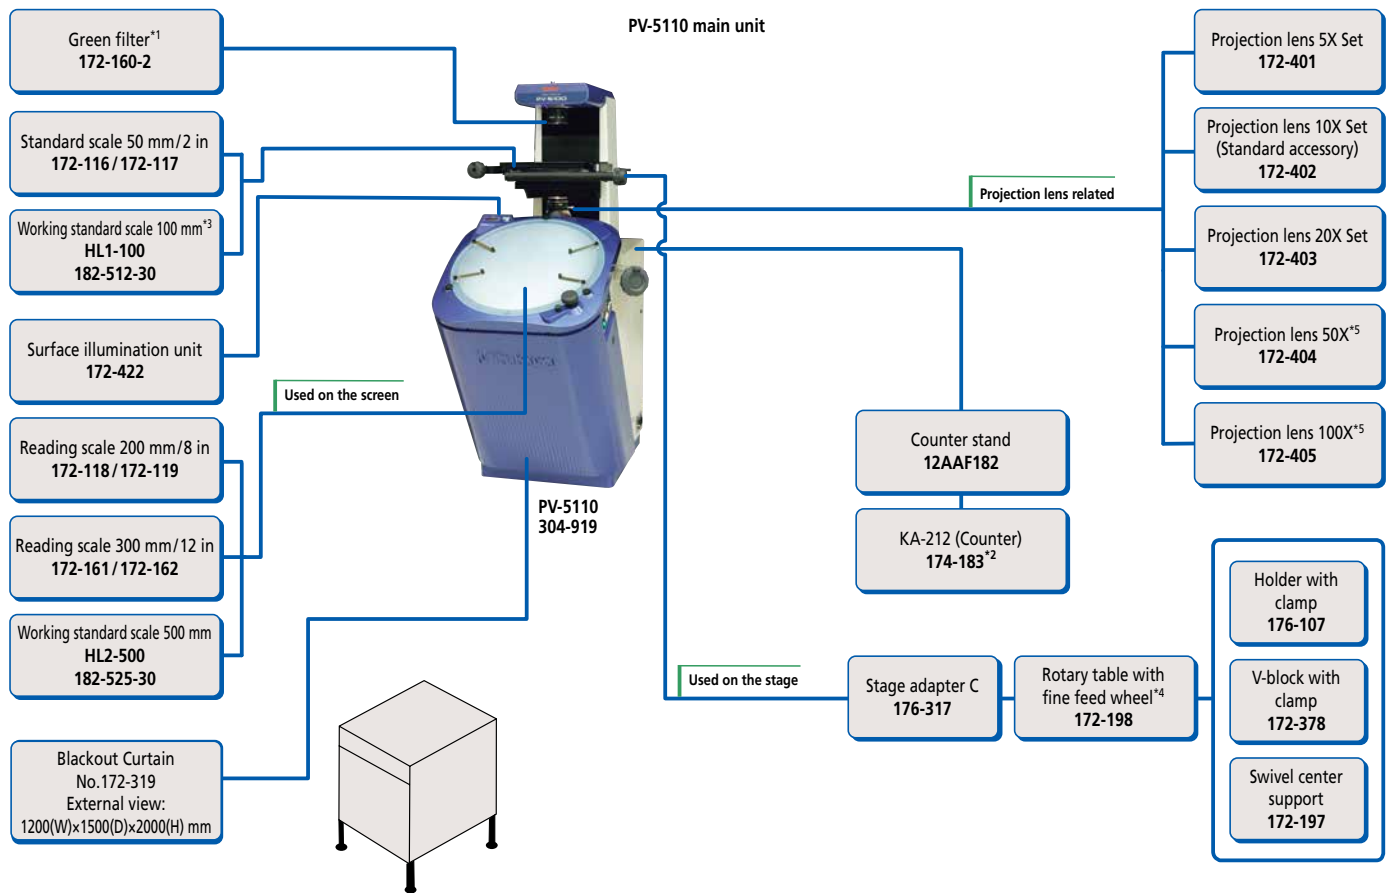 PV-5110 main unit
Green filter*1
172-160-2
Standard scale 50 mm/2 in
172-116/172-117
Working standard scale 100 mm*3
HL1-100
182-512-30
Surface illumination unit
172-422
Used on the screen
Reading scale 200 mm/8 in
172-118/172-119
Reading scale 300 mm/12 in
172-161/172-162
Working standard scale 500 mm
HL2-500
182-525-30
Blackout Curtain
No.172-319
External view:
1200(W)×1500(D)×2000(H) mm
Mitutoyo
PV-5110
304-919
Projection lens related
Projection lens 5X Set
172-401
Projection lens 10X Set
(Standard accessory)
172-402
Projection lens 20X Set
172-403
Projection lens 50X*5
172-404
Projection lens 100X*5
172-405
Counter stand
12AAF182
KA-212 (Counter)
174-183*2
Used on the stage
Stage adapter C
176-317
Rotary table with
fine feed wheel*4
172-198
Holder with
clamp
176-107
V-block with
clamp
172-378
Swivel center
support
172-197